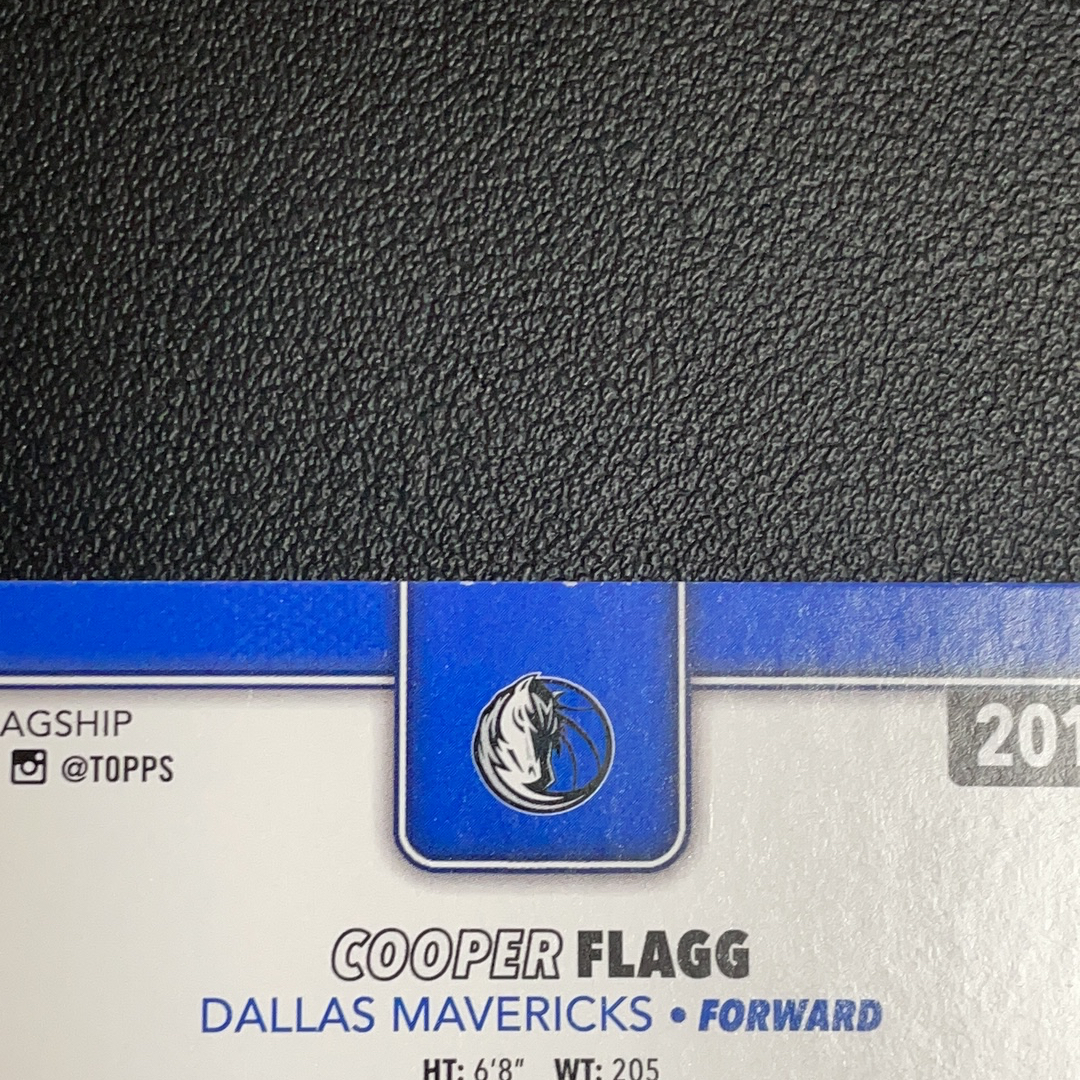 AGSHIP
@TOPPS
201
COOPER FLAGG
DALLAS MAVERICKS • FORWARD
HT: 6'8" WT: 205